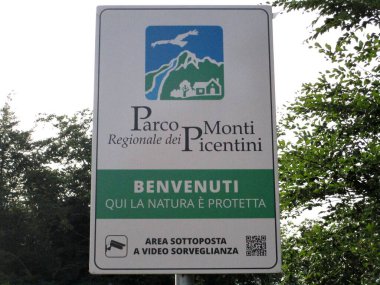 Parco Monti
Regionale dei Picentini
BENVENUTI
QUI LA NATURA È PROTETTA
AREA SOTTOPOSTA
A VIDEO SORVEGLIANZA